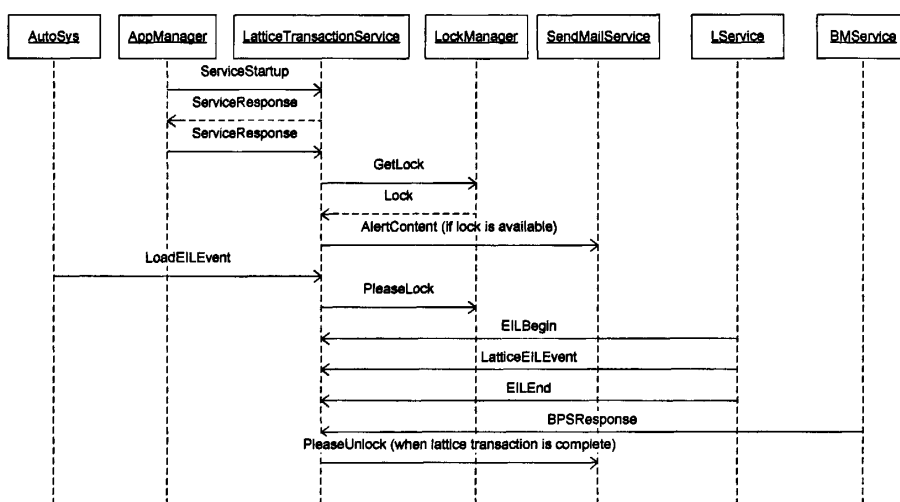 AutoSys AppManager LatticeTransactionService LockManager SendMailService LService BMService
ServiceStartup
ServiceResponse
ServiceResponse
GetLock
Lock
AlertContent (if lock is available)
LoadEILEvent
PleaseLock
EILBegin
LatticeEILEvent
EILEnd
BPSResponse
PleaseUnlock (when lattice transaction is complete)